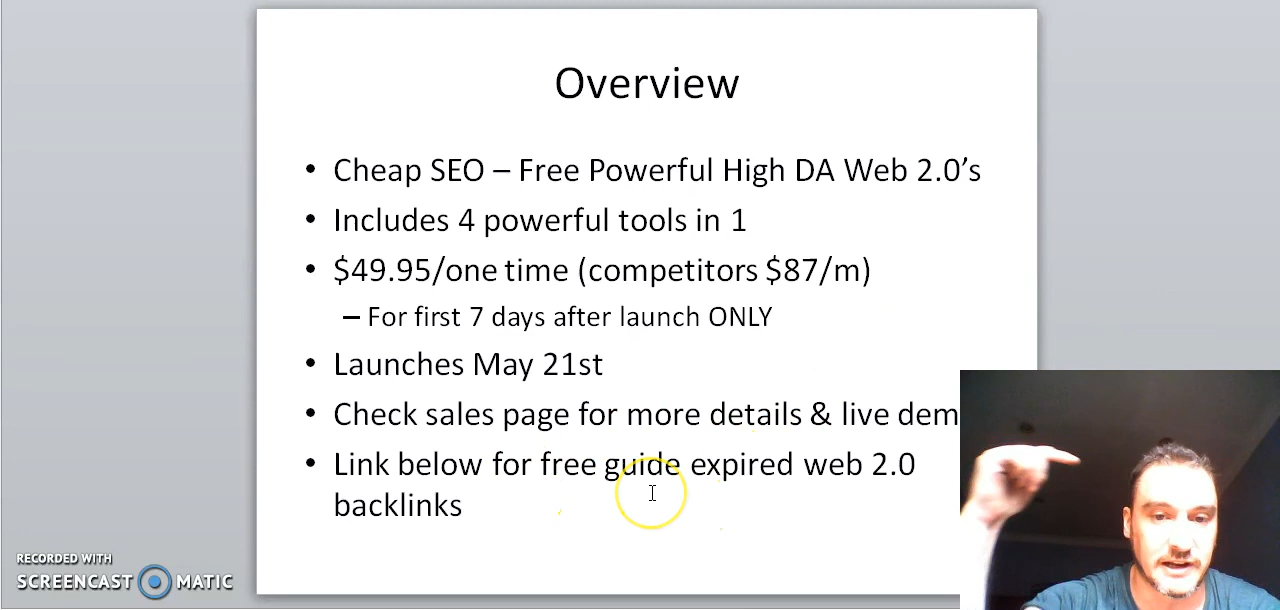 Overview
• Cheap SEO – Free Powerful High DA Web 2.0’s
• Includes 4 powerful tools in 1
• $49.95/one time (competitors $87/m)
– For first 7 days after launch ONLY
• Launches May 21st
• Check sales page for more details & live dem
• Link below for free guide expired web 2.0
backlinks
RECORDED WITH
SCREENCAST MATIC